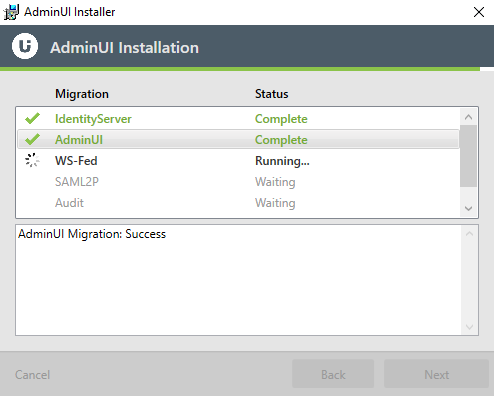 AdminUI Installer
AdminUI Installation
Migration Status
IdentityServer Complete
AdminUI Complete
WS-Fed Running...
SAML2P Waiting
Audit Waiting
AdminUI Migration: Success
Cancel Back Next